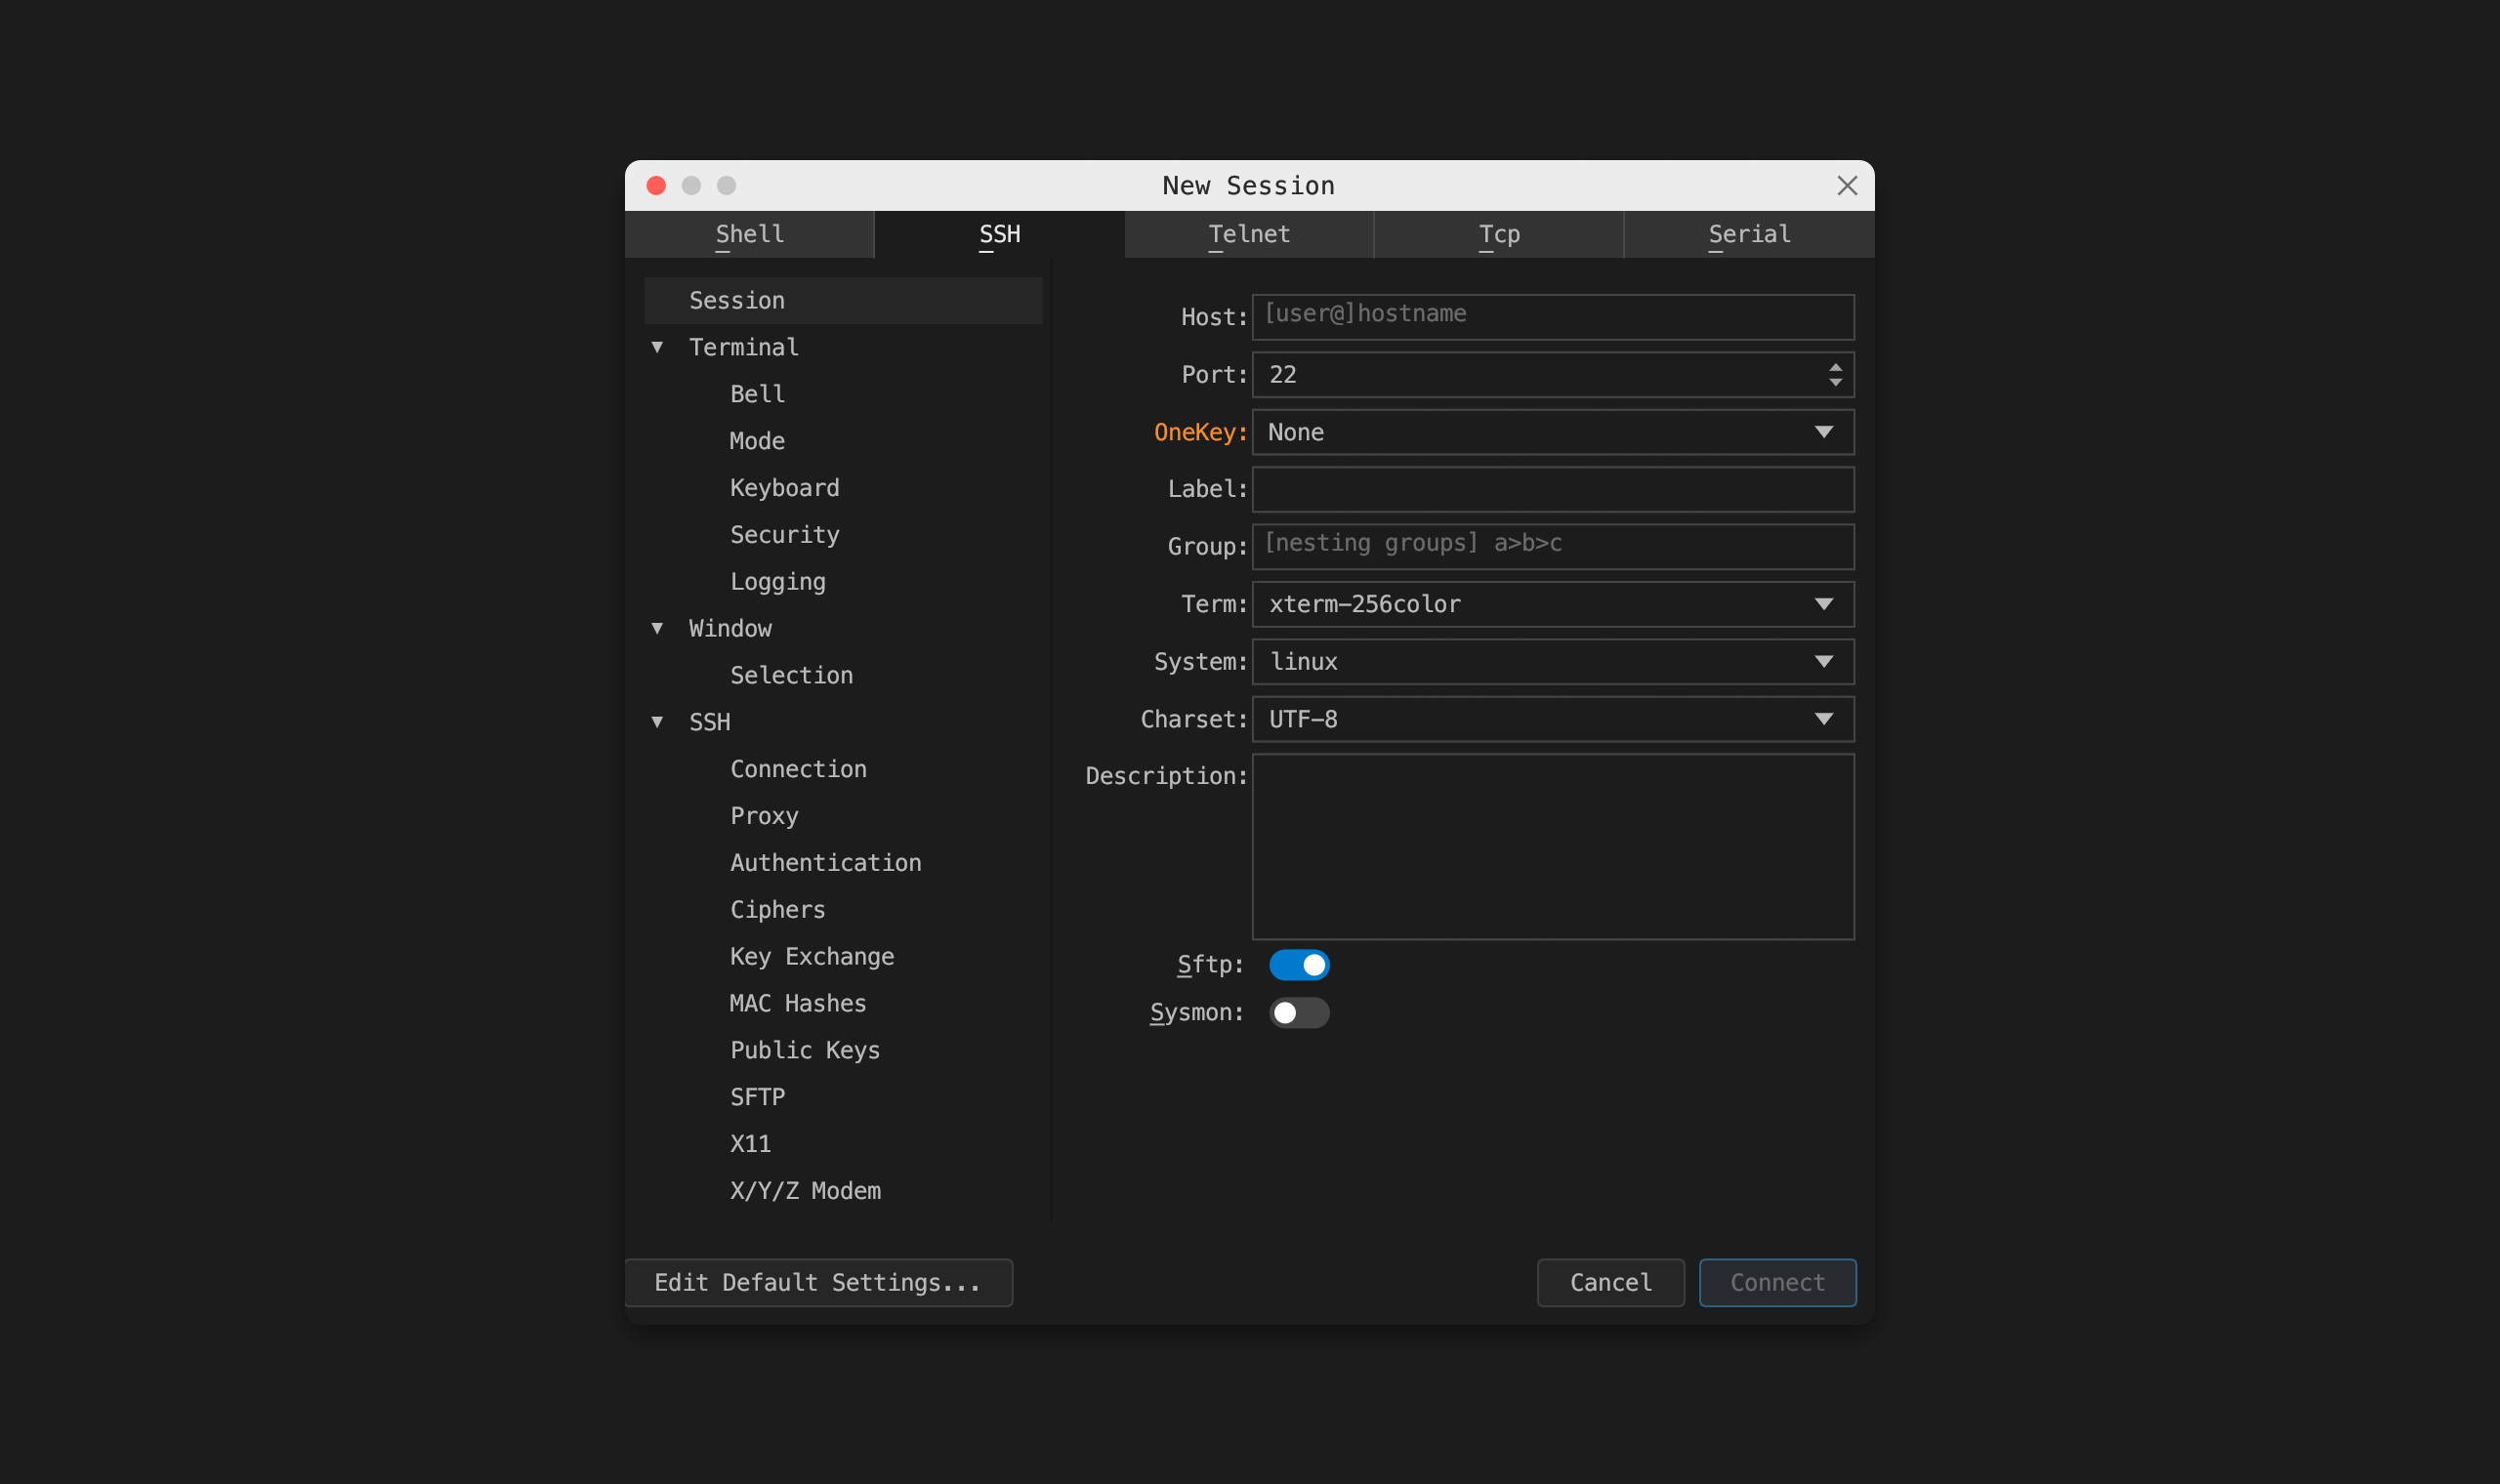 New Session
Shell SSH Telnet Tcp Serial
Session
Terminal
Bell
Mode
Keyboard
Security
Logging
Window
Selection
SSH
Connection
Proxy
Authentication
Ciphers
Key Exchange
MAC Hashes
Public Keys
SFTP
X11
X/Y/Z Modem
Host: [user@]hostname
Port: 22
OneKey: None
Label:
Group: [nesting groups] a>b>c
Term: xterm-256color
System: linux
Charset: UTF-8
Description:
Sftp:
Sysmon:
Edit Default Settings... Cancel Connect